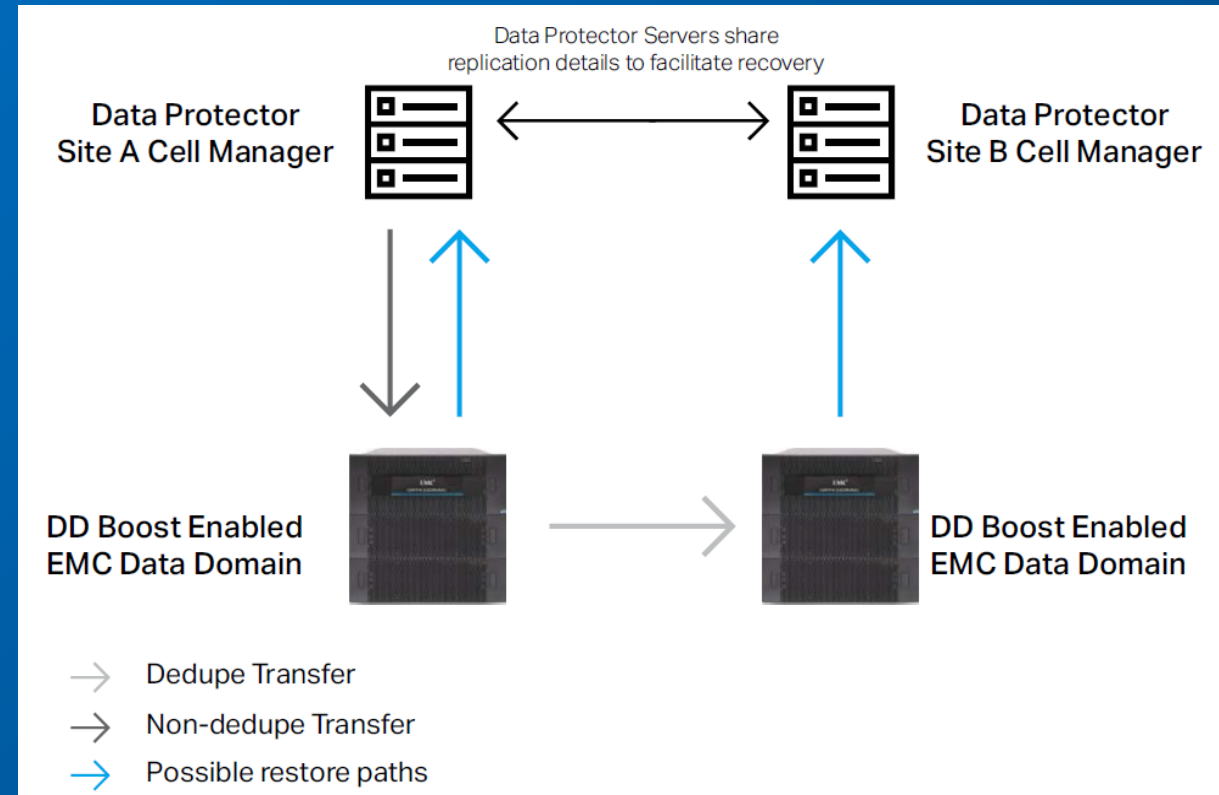 Data Protector Servers share
replication details to facilitate recovery
Data Protector
Site A Cell Manager
Data Protector
Site B Cell Manager
DD Boost Enabled
EMC Data Domain
EMC²
EMC²
DD Boost Enabled
EMC Data Domain
Dedupe Transfer
Non-dedupe Transfer
Possible restore paths